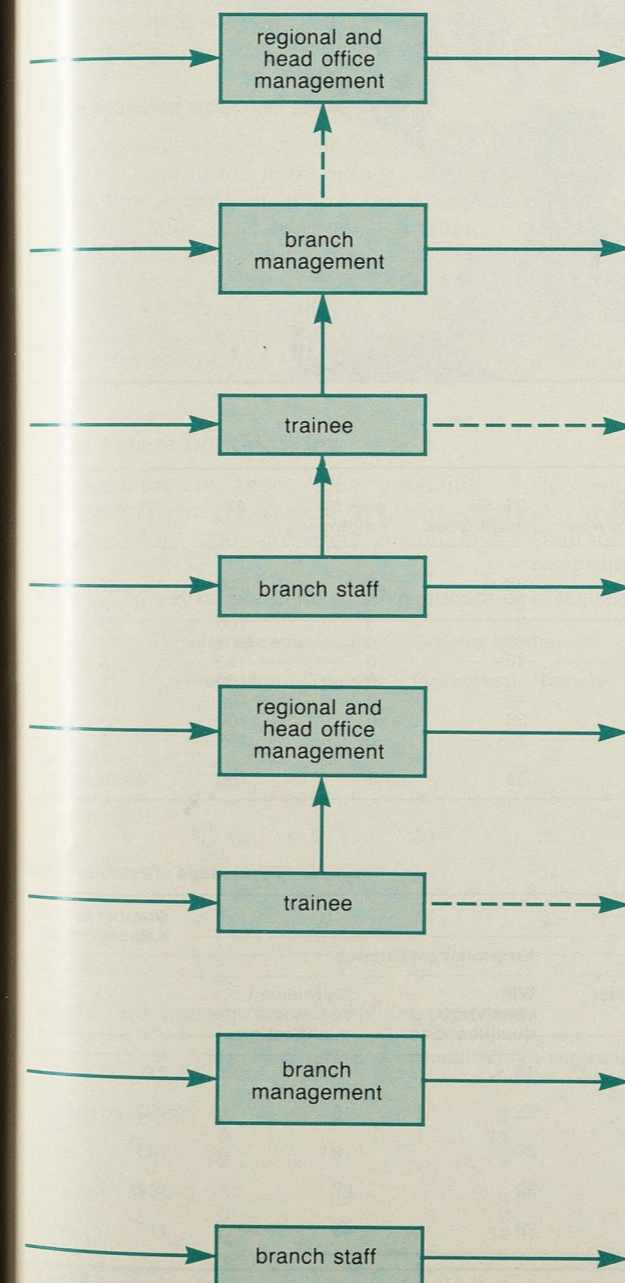 regional and
head office
management
branch
management
trainee
branch staff
regional and
head office
management
trainee
branch
management
branch staff